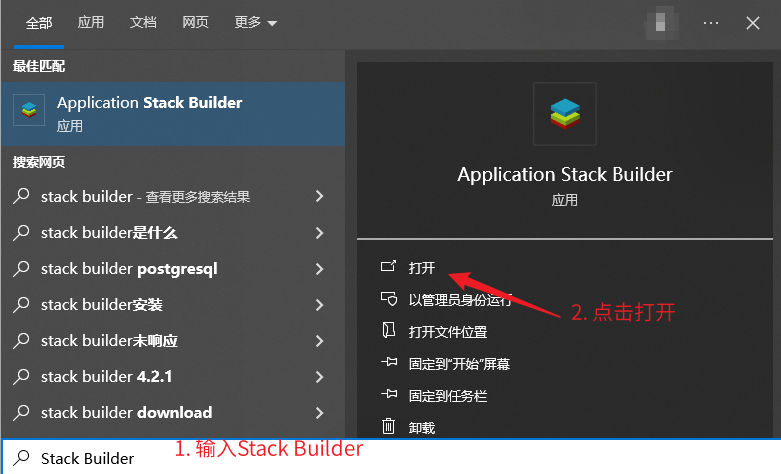 全部 应用 文档 网页 更多
最佳匹配
Application Stack Builder
应用
搜索网页
stack builder - 查看更多搜索结果
stack builder是什么
stack builder postgresql
stack builder安装
stack builder未响应
stack builder 4.2.1
stack builder download
Application Stack Builder
应用
打开
以管理员身份运行
打开文件位置
固定到“开始”屏幕
固定到任务栏
卸载
2. 点击打开
1. 输入Stack Builder
Stack Builder